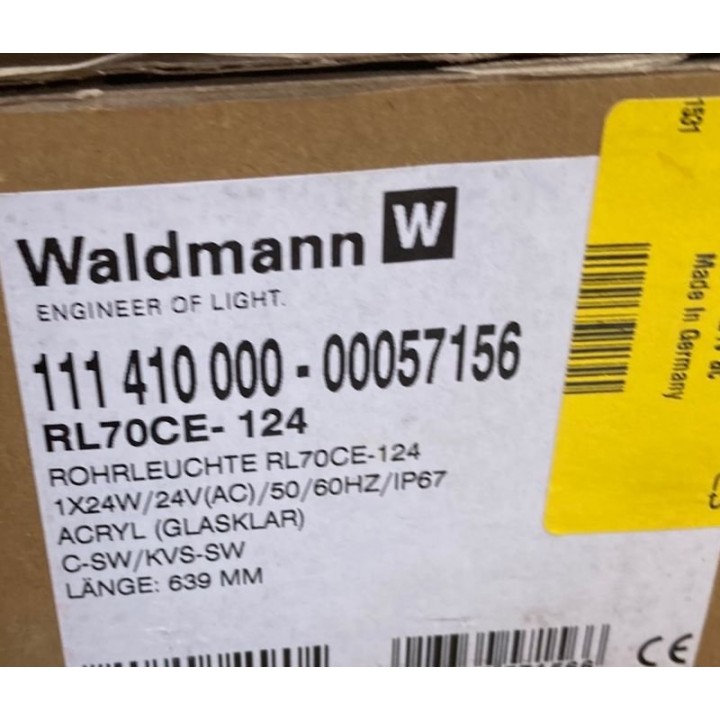 Waldmann W
ENGINEER OF LIGHT.
111 410 000 - 00057156
RL70CE- 124
ROHRLEUCHTE RL70CE-124
1X24W/24V(AC)/50/60HZ/IP67
ACRYL (GLASKLAR)
C-SW/KVS-SW
LÄNGE: 639 MM
CE
1531
Made in Germany